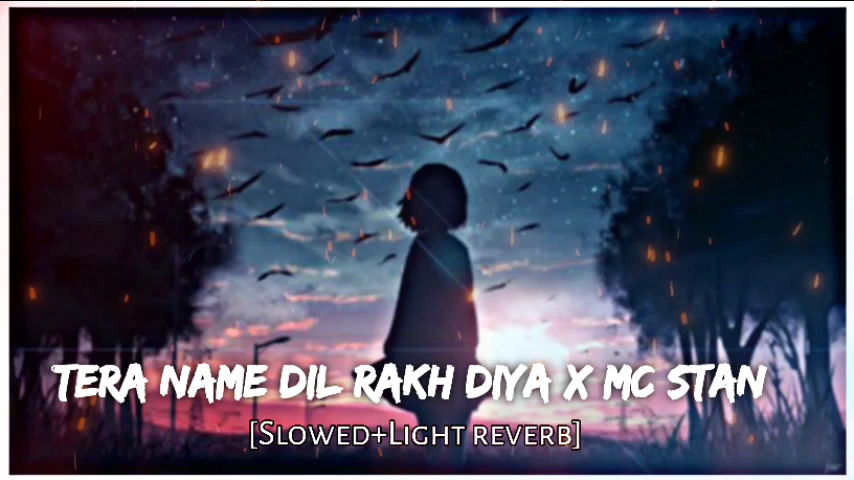 TERA NAME DIL RAKH DIYA X MC STAN
[SLOWED+LIGHT REVERB]